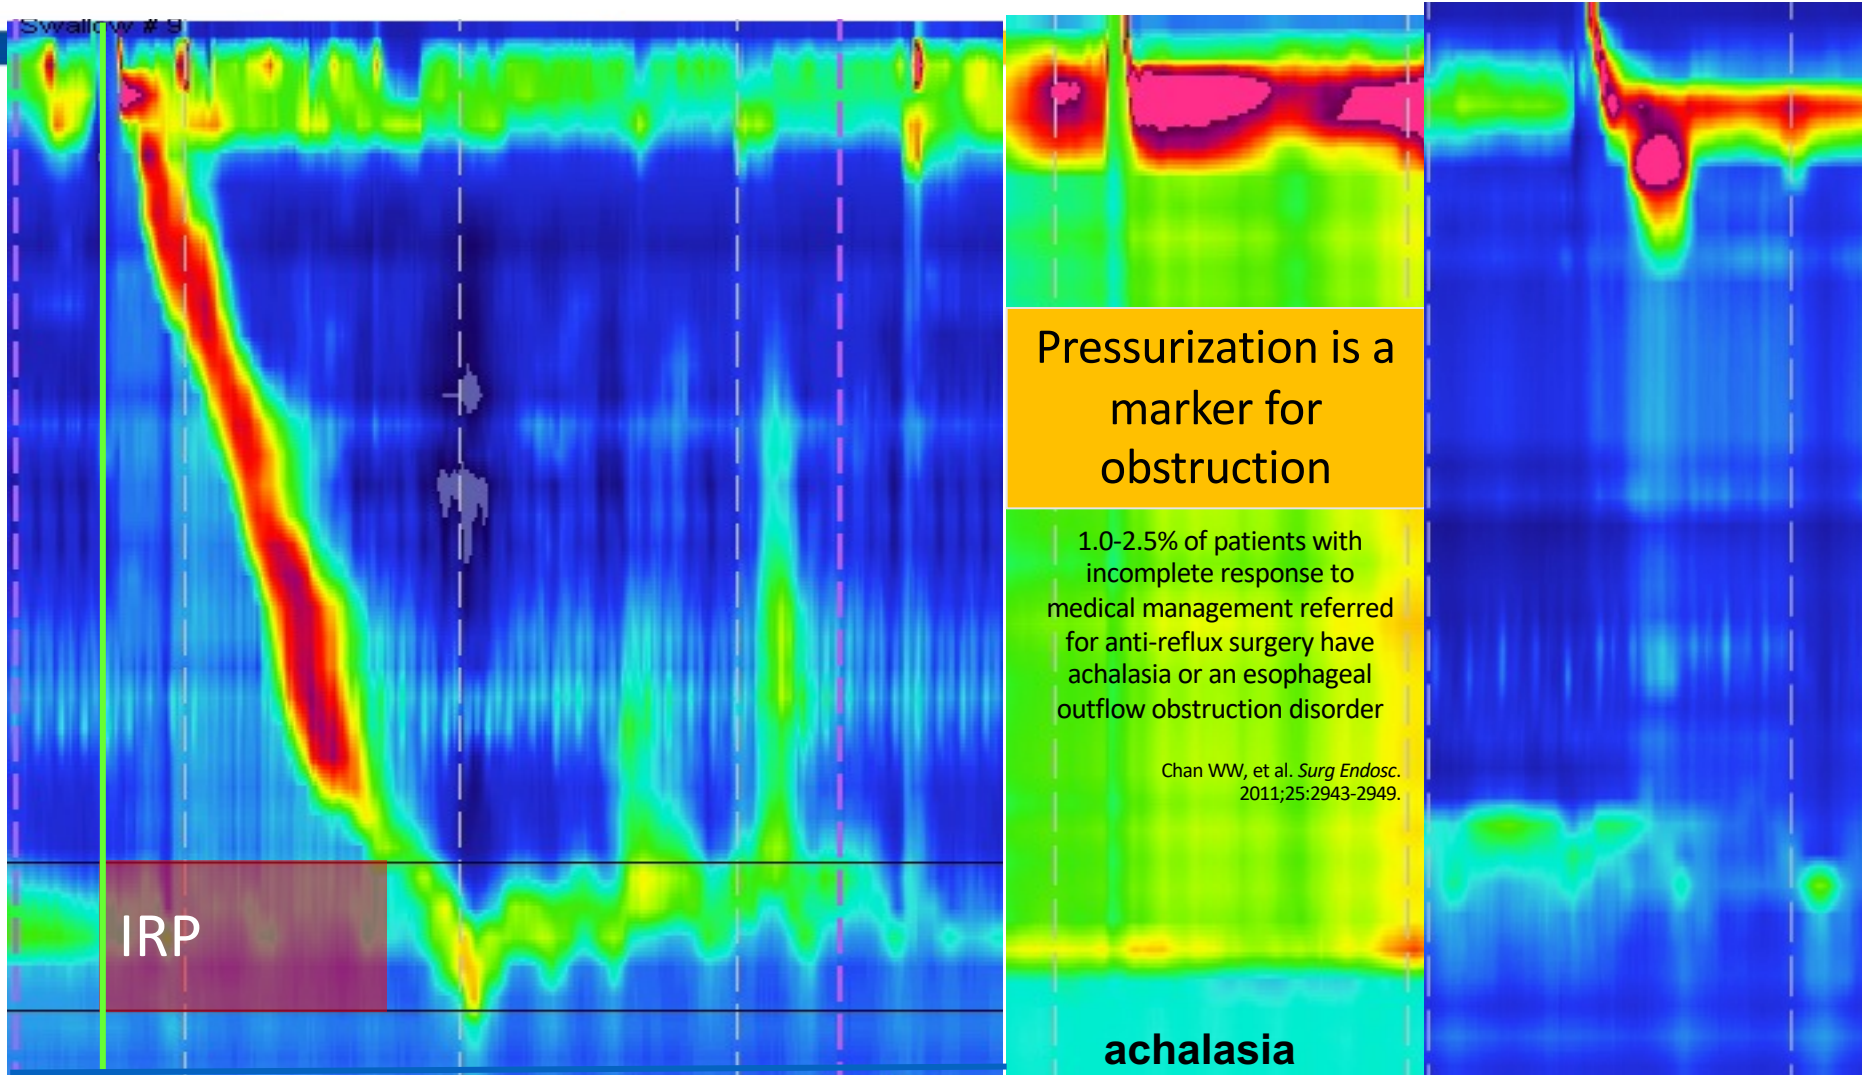 Swallow # 9
IRP
Pressurization is a
marker for
obstruction
1.0-2.5% of patients with
incomplete response to
medical management referred
for anti-reflux surgery have
achalasia or an esophageal
outflow obstruction disorder
Chan WW, et al. Surg Endosc.
2011;25:2943-2949.
achalasia